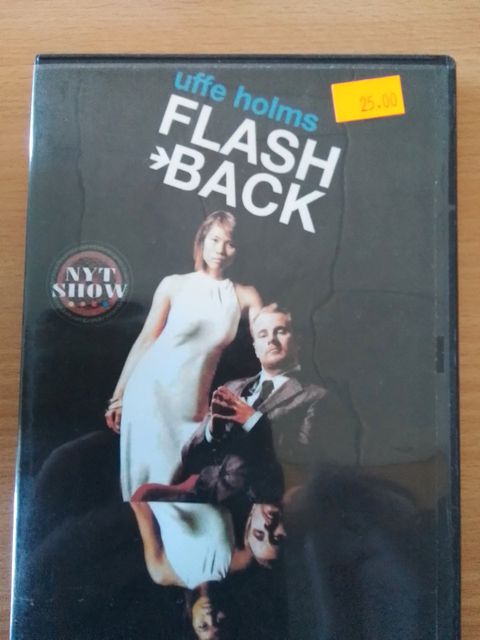 uffe holms
25.00
FLASH
BACK
NYT
SHOW